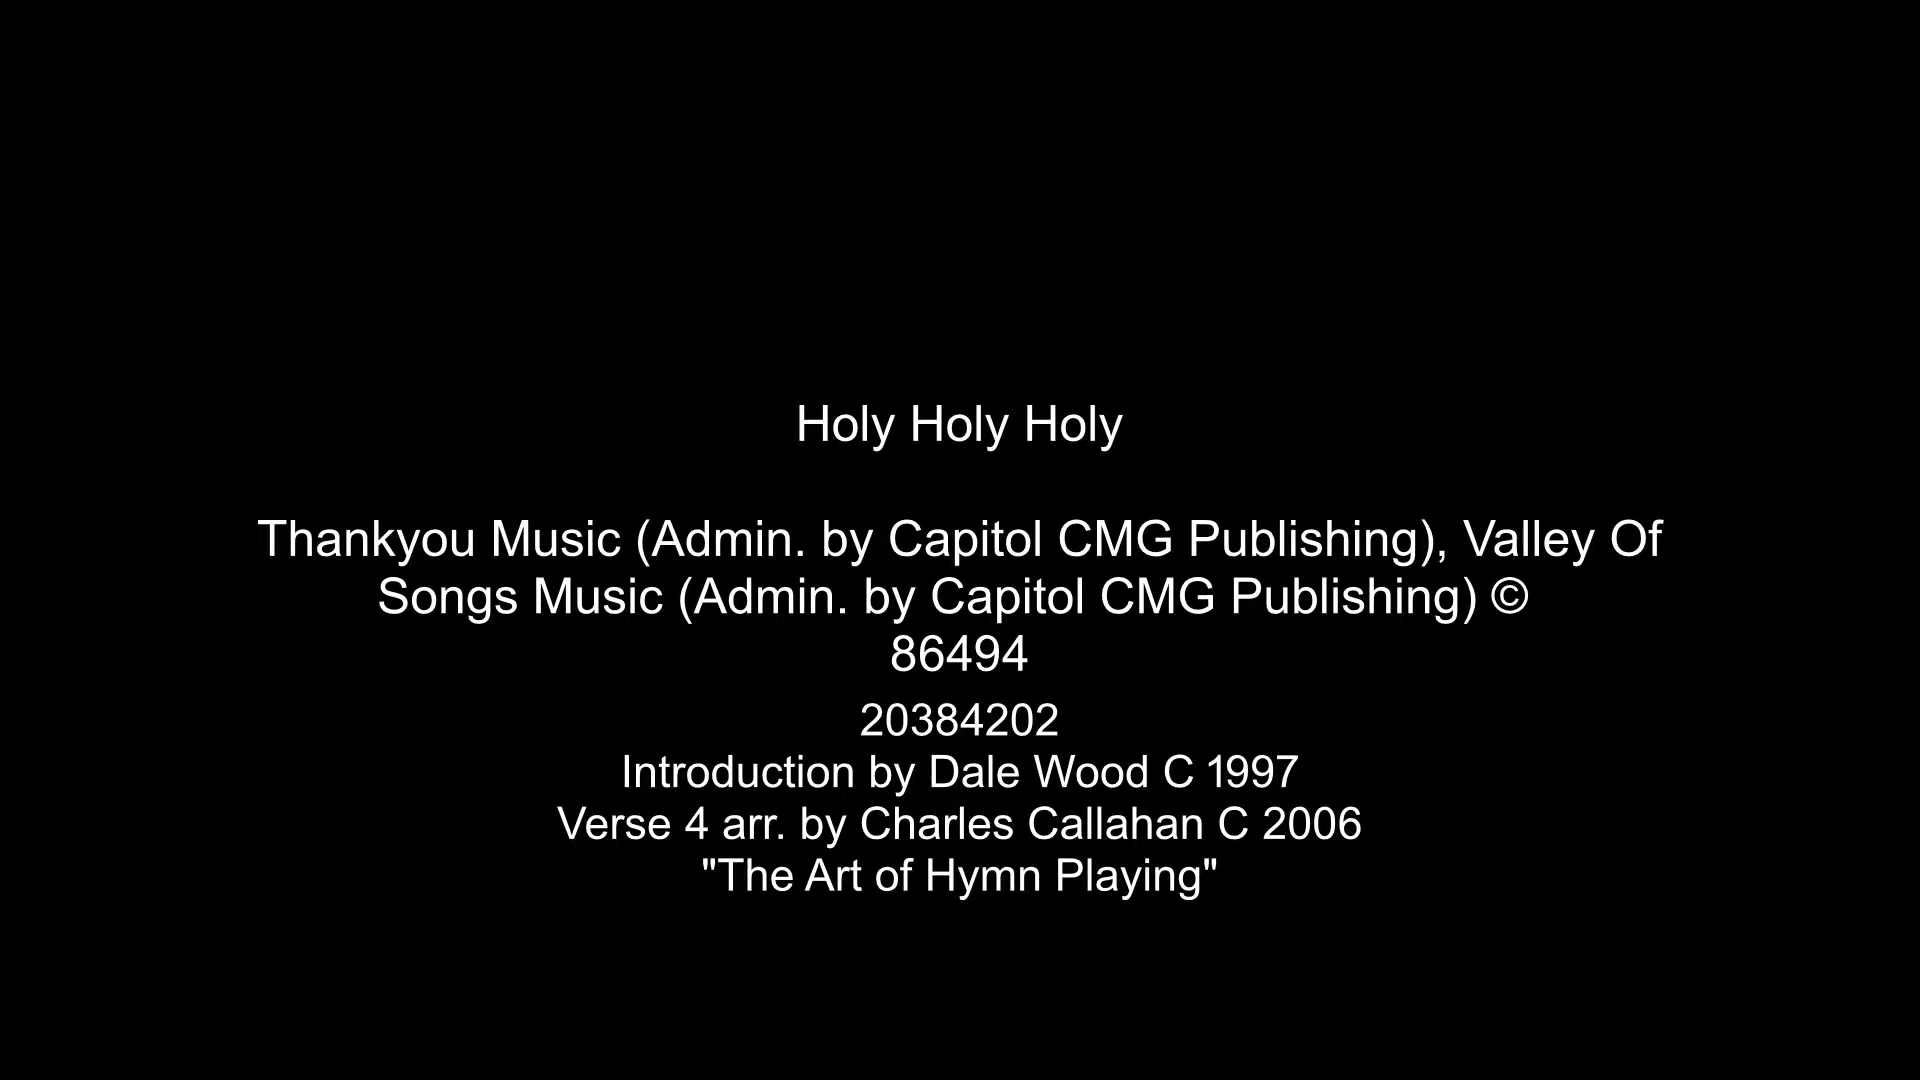 Holy Holy Holy
Thankyou Music (Admin. by Capitol CMG Publishing), Valley Of
Songs Music (Admin. by Capitol CMG Publishing) ©
86494
20384202
Introduction by Dale Wood C 1997
Verse 4 arr. by Charles Callahan C 2006
"The Art of Hymn Playing"